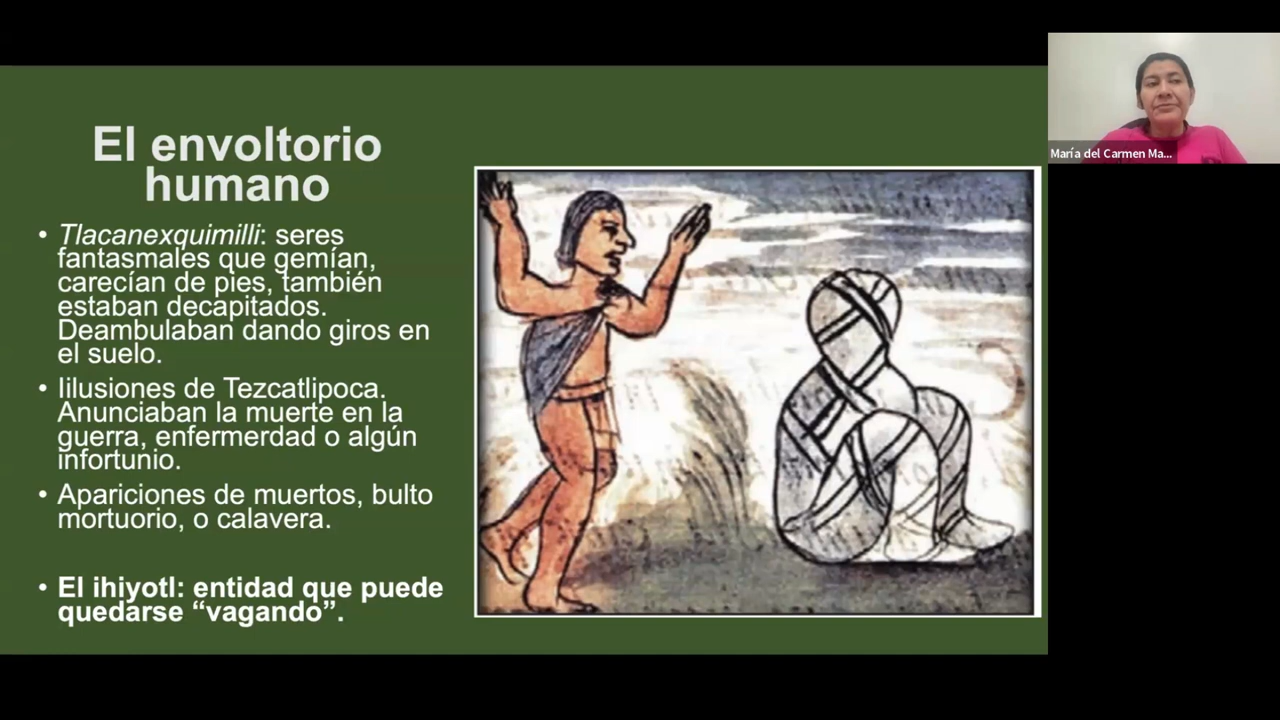 El envoltorio
humano
• Tlacanexquimilli: seres
fantasmales que gemían,
carecían de pies, también
estaban decapitados.
Deambulaban dando giros en
el suelo.
• Iilusiones de Tezcatlipoca.
Anunciaban la muerte en la
guerra, enfermerdad o algún
infortunio.
• Apariciones de muertos, bulto
mortuorio, o calavera.
• El ihiyotl: entidad que puede
quedarse “vagando”.
María del Carmen Ma...